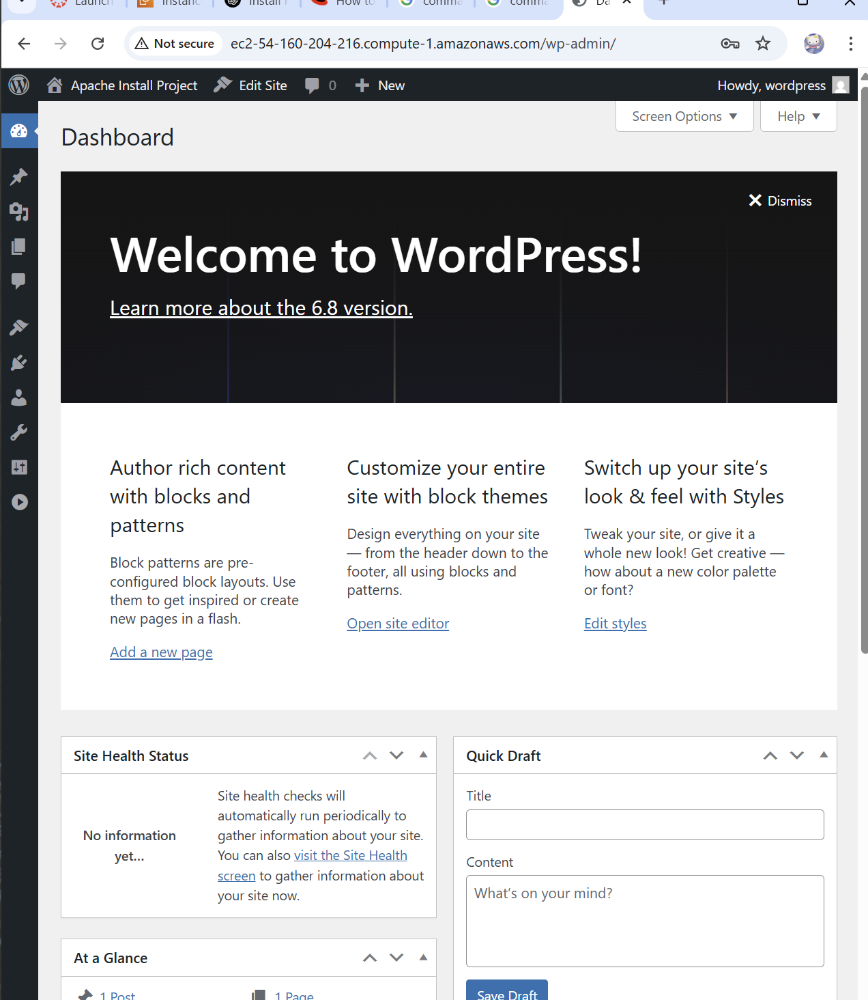 Launch
Instanc
Install
How to
comma
comma
Da
Not secure
ec2-54-160-204-216.compute-1.amazonaws.com/wp-admin/
Apache Install Project
Edit Site
0
New
Howdy, wordpress
Screen Options
Help
Dashboard
Dismiss
Welcome to WordPress!
Learn more about the 6.8 version.
Author rich content
with blocks and
patterns
Block patterns are pre-
configured block layouts. Use
them to get inspired or create
new pages in a flash.
Add a new page
Customize your entire
site with block themes
Design everything on your site
— from the header down to the
footer, all using blocks and
patterns.
Open site editor
Switch up your site’s
look & feel with Styles
Tweak your site, or give it a
whole new look! Get creative —
how about a new color palette
or font?
Edit styles
Site Health Status
No information
yet...
Site health checks will
automatically run periodically to
gather information about your site.
You can also visit the Site Health
screen to gather information about
your site now.
At a Glance
1 Post
1 Page
Quick Draft
Title
Content
What’s on your mind?
Save Draft